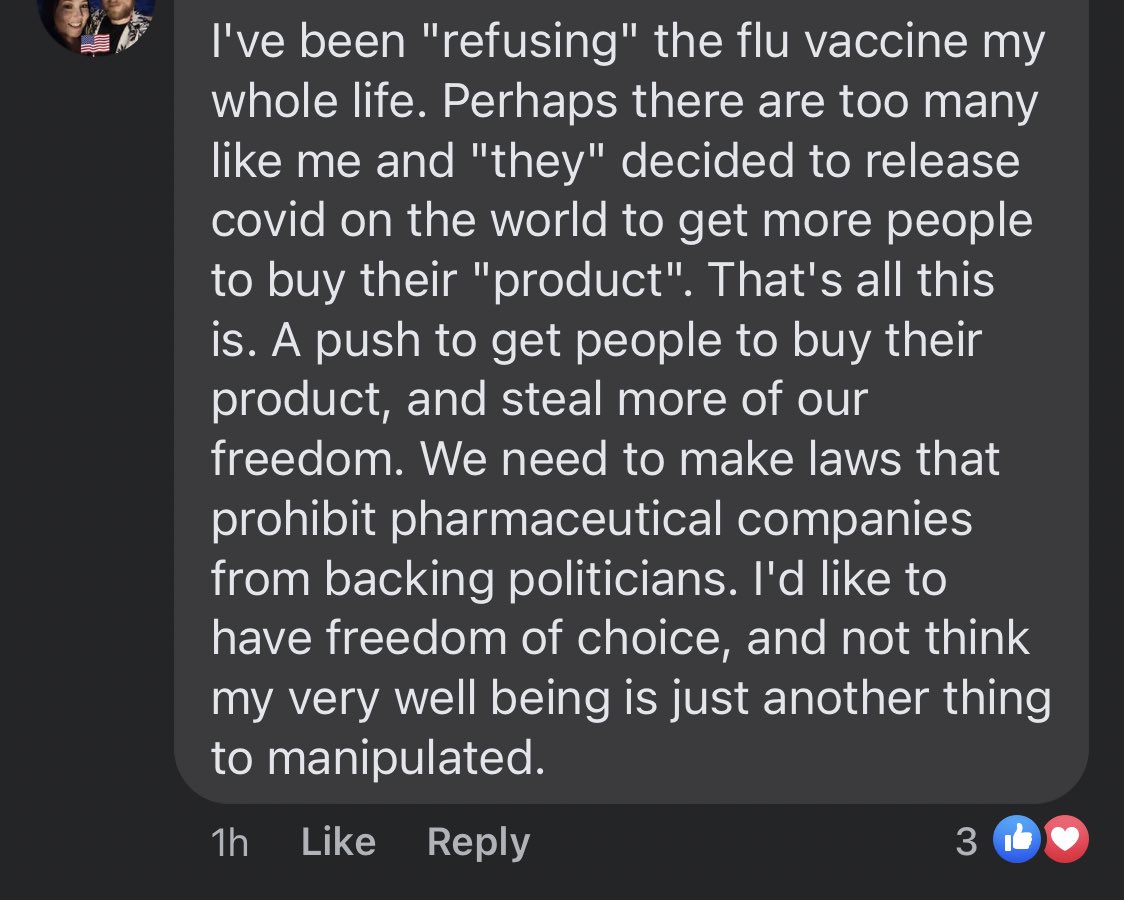 I've been "refusing" the flu vaccine my
whole life. Perhaps there are too many
like me and "they" decided to release
covid on the world to get more people
to buy their "product". That's all this
is. A push to get people to buy their
product, and steal more of our
freedom. We need to make laws that
prohibit pharmaceutical companies
from backing politicians. I'd like to
have freedom of choice, and not think
my very well being is just another thing
to manipulated.
1h Like Reply 3